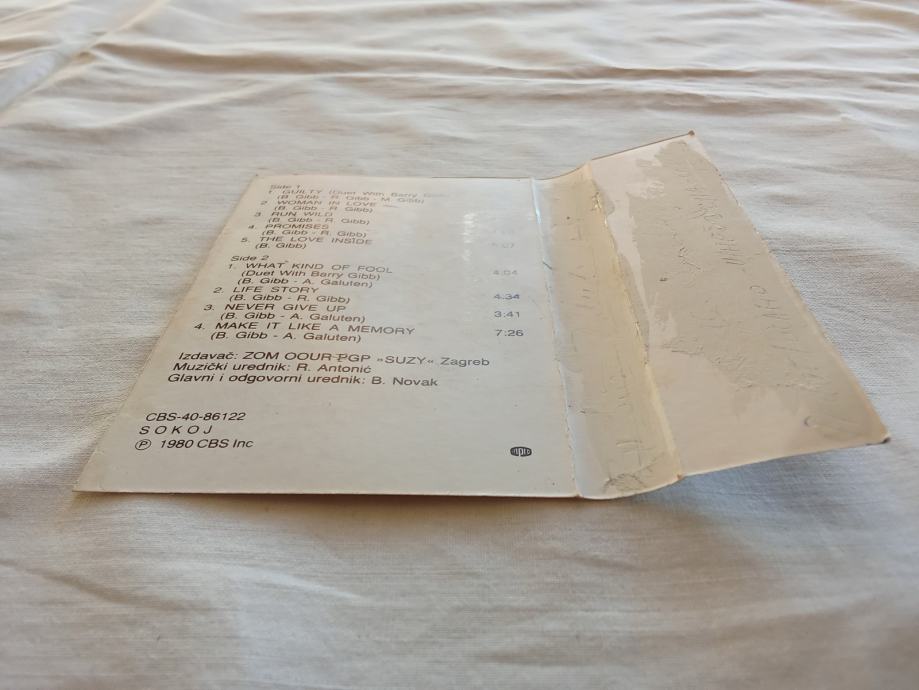 Side 1
1. GUILTY (Duet With Barry
(B. Gibb - R. Gibb - M. Gibb)
2. WOMAN IN LOVE
(B. Gibb - R. Gibb)
3. RUN WILD
(B. Gibb - R. Gibb)
4. PROMISES
(B. Gibb - R. Gibb)
5. THE LOVE INSIDE
(B. Gibb)
Side 2
1. WHAT KIND OF FOOL 4:04
(Duet With Barry Gibb)
(B. Gibb - A. Galuten)
2. LIFE STORY 4.34
(B. Gibb - R. Gibb)
3. NEVER GIVE UP 3:41
(B. Gibb - A. Galuten)
4. MAKE IT LIKE A MEMORY 7:26
(B. Gibb - A. Galuten)
Izdavač: ZOM OOUR PGP »SUZY« Zagreb
Muzički urednik: R. Antonić
Glavni i odgovorni urednik: B. Novak
CBS-40-86122
SOKOJ
Ⓟ 1980 CBS Inc